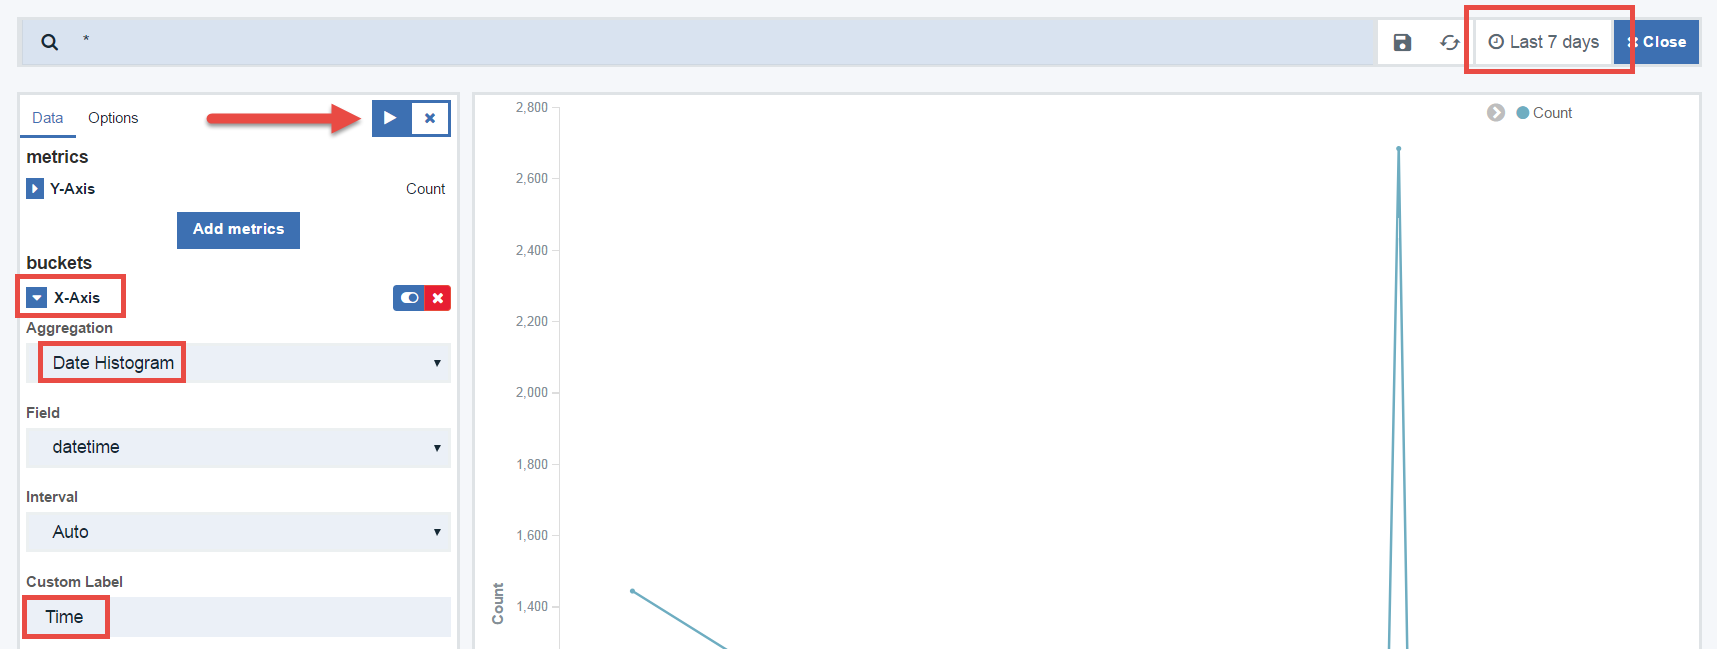 *
Last 7 days
Close
Data Options
metrics
Y-Axis Count
Add metrics
buckets
X-Axis
Aggregation
Date Histogram
Field
datetime
Interval
Auto
Custom Label
Time
Count
2,800
2,600
2,400
2,200
2,000
1,800
1,600
1,400
Count